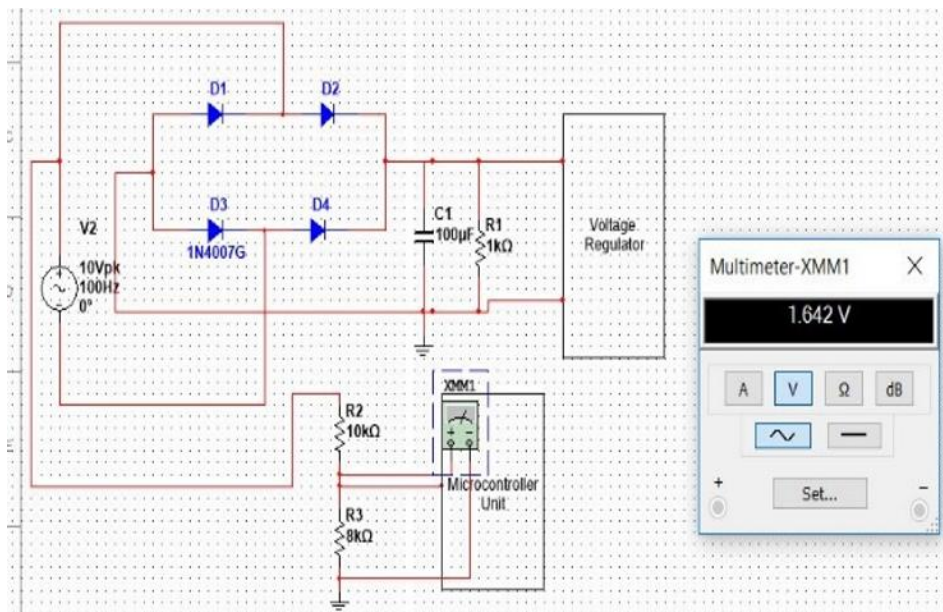 D1
D2
D3
D4
1N4007G
V2
10Vpk
100Hz
0°
C1
100µF
R1
1kΩ
Voltage
Regulator
XMM1
R2
10kΩ
Microcontroller
Unit
R3
8kΩ
Multimeter-XMM1
X
1.642 V
A
V
Ω
dB
+
Set...
-